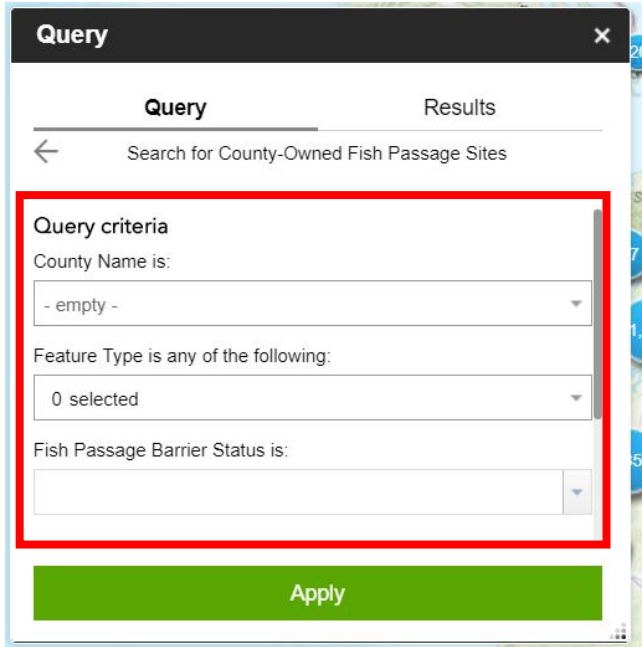 Query ×
Query Results
Search for County-Owned Fish Passage Sites
Query criteria
County Name is:
- empty -
Feature Type is any of the following:
0 selected
Fish Passage Barrier Status is:
Apply